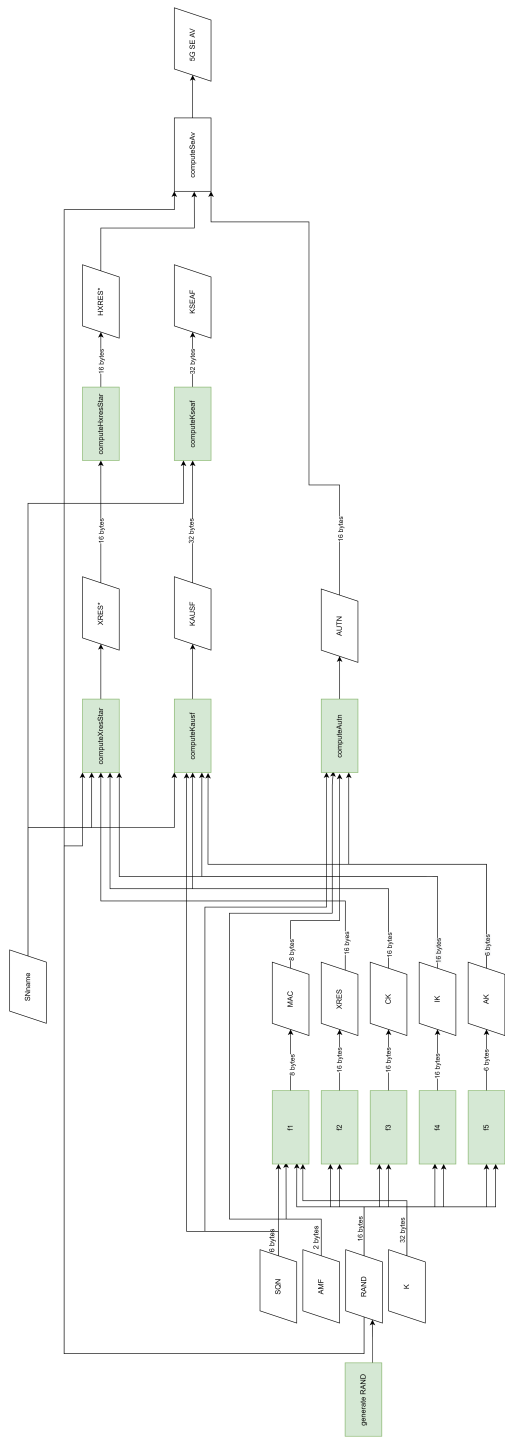 generate RAND
SQN
AMF
RAND
K
6 bytes
2 bytes
16 bytes
32 bytes
SNname
f1
f2
f3
f4
f5
8 bytes
16 bytes
16 bytes
16 bytes
6 bytes
MAC
XRES
CK
IK
AK
8 bytes
16 byes
16 bytes
16 bytes
6 bytes
computeXresStar
computeKausf
computeAutn
XRES*
KAUSF
AUTN
16 bytes
32 bytes
16 bytes
computeHxresStar
computeKseaf
16 bytes
32 bytes
HXRES*
KSEAF
computeSeAv
5G SE AV